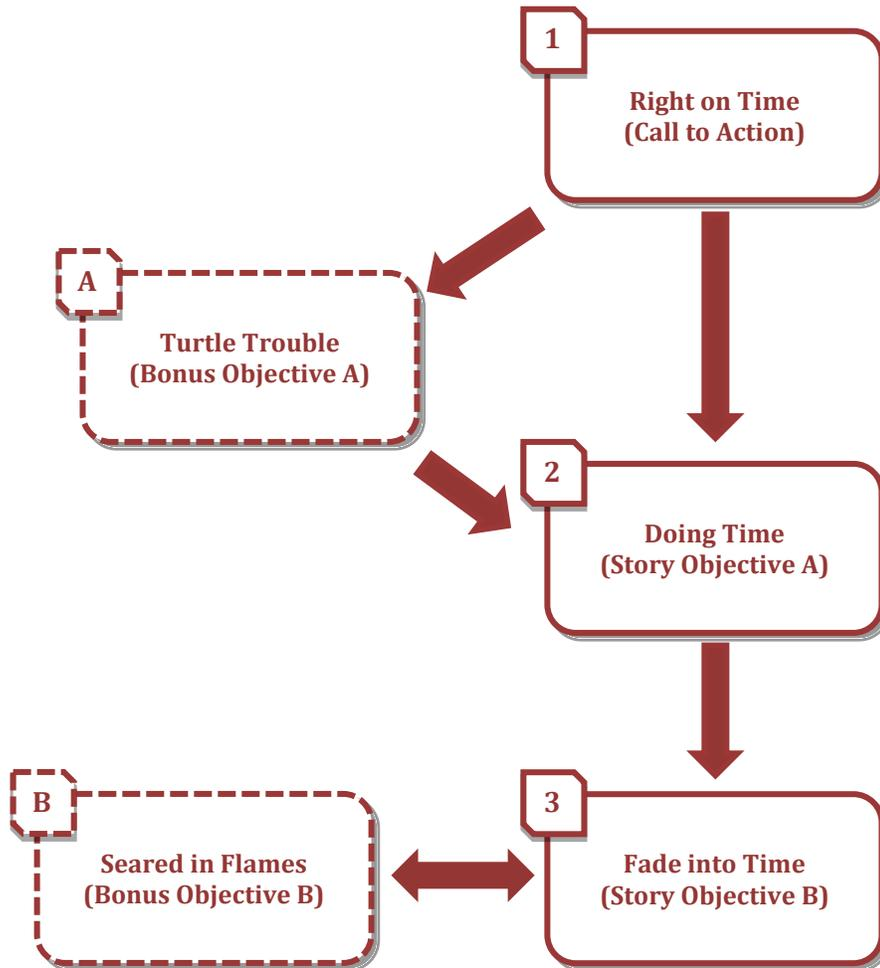 1
Right on Time
(Call to Action)
A
Turtle Trouble
(Bonus Objective A)
2
Doing Time
(Story Objective A)
B
Seared in Flames
(Bonus Objective B)
3
Fade into Time
(Story Objective B)